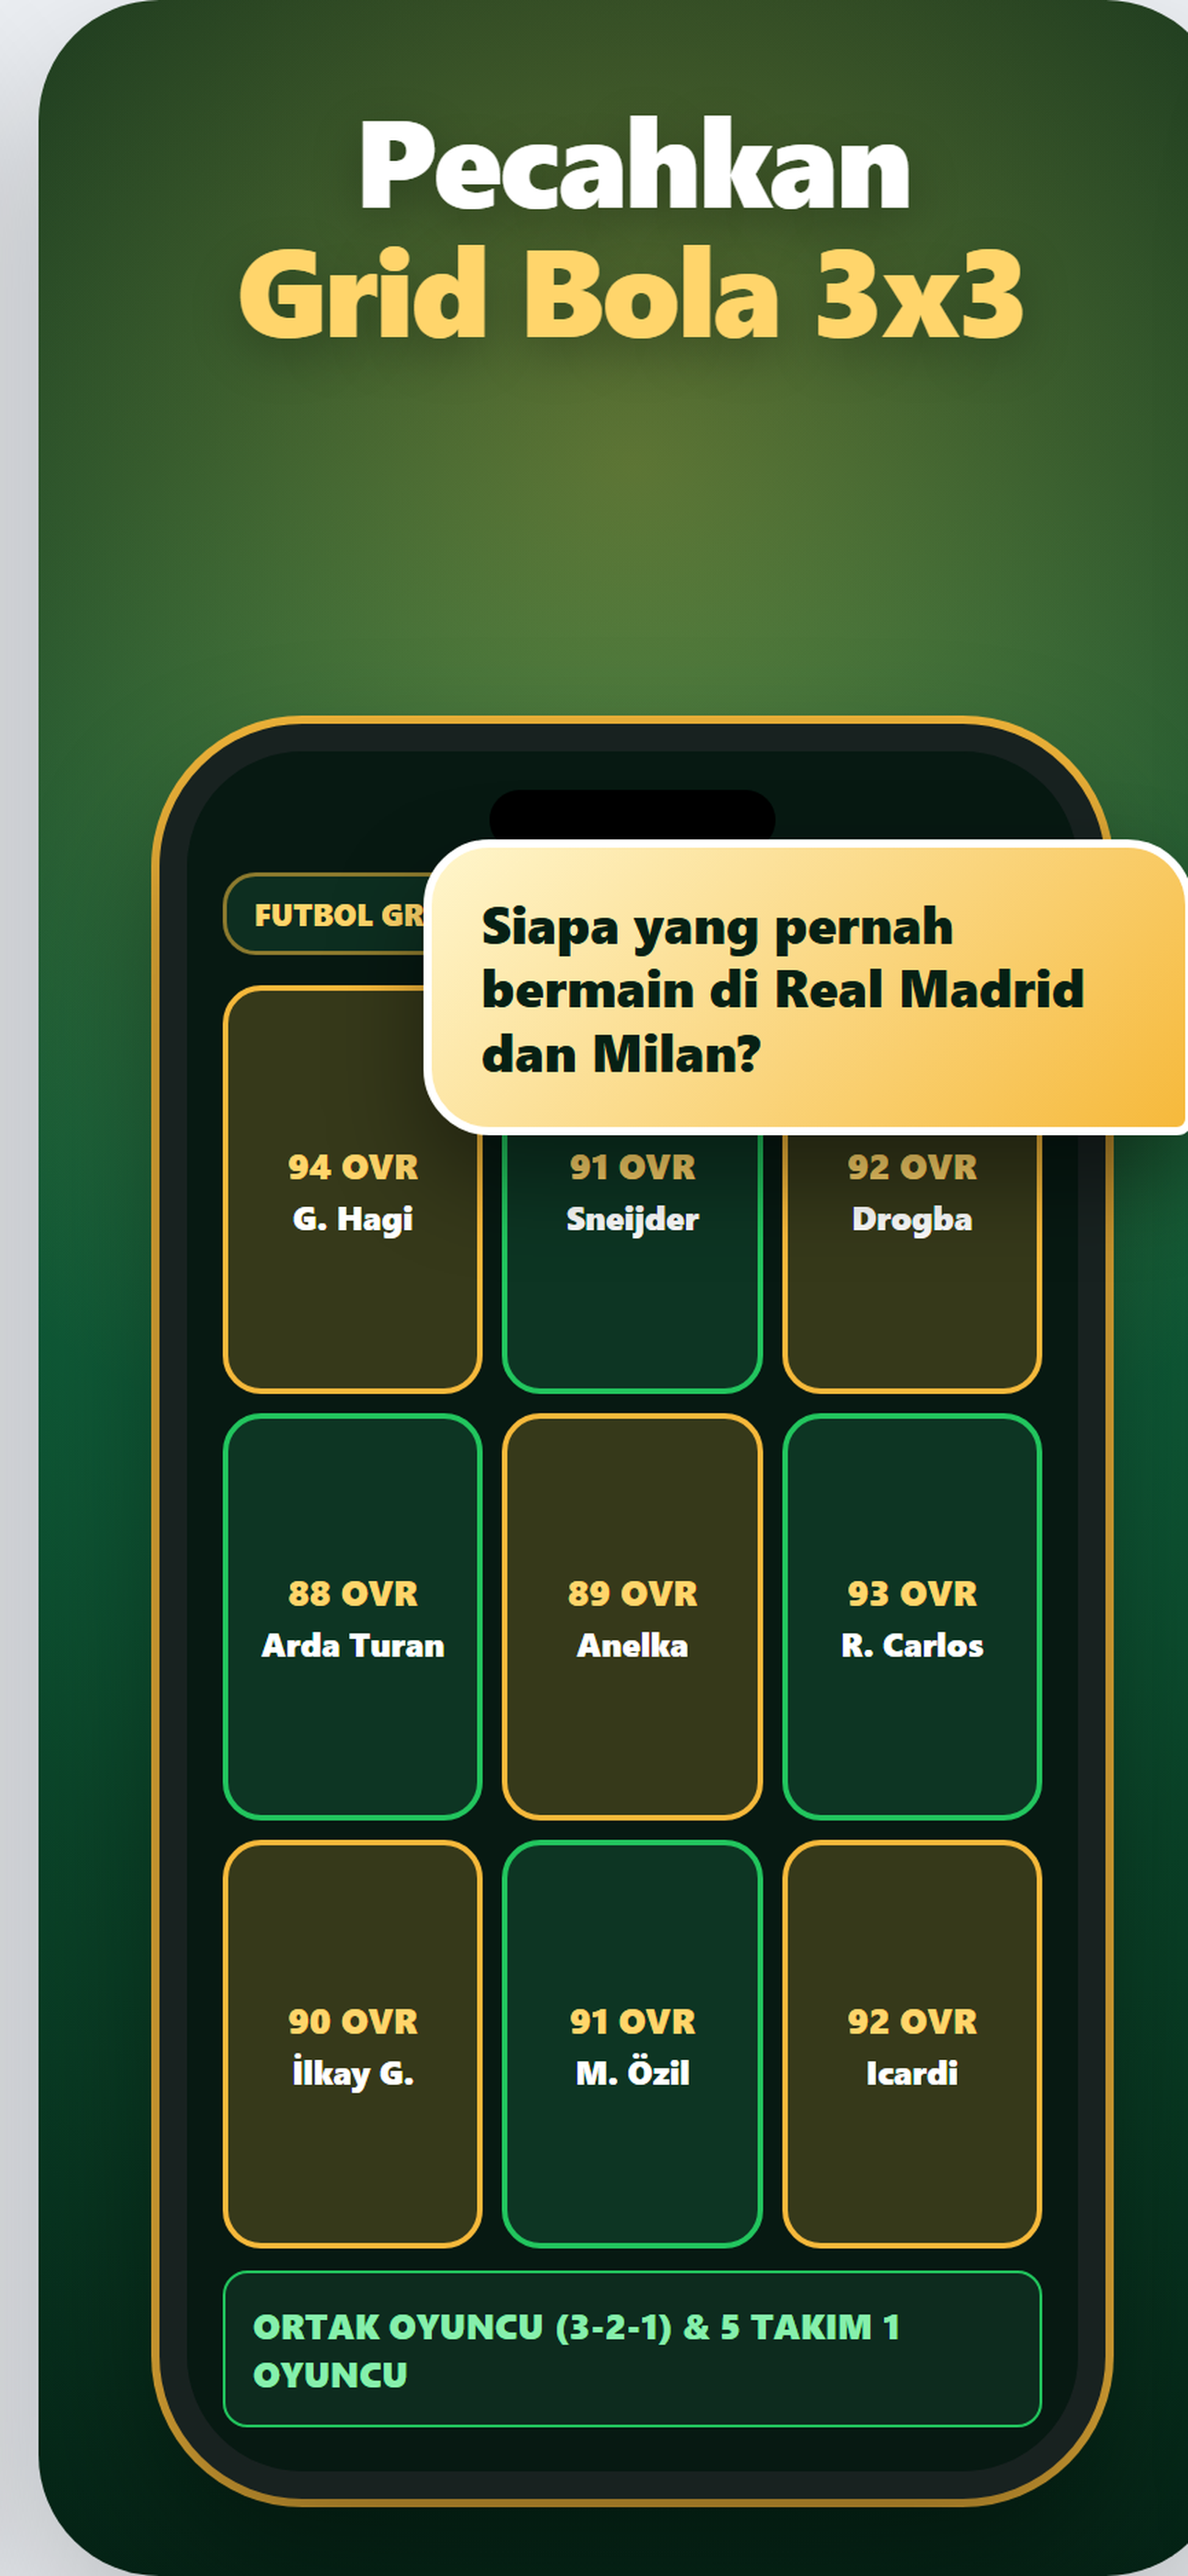 Pecahkan
Grid Bola 3x3
FUTBOL GR
Siapa yang pernah
bermain di Real Madrid
dan Milan?
94 OVR
G. Hagi
91 OVR
Sneijder
92 OVR
Drogba
88 OVR
Arda Turan
89 OVR
Anelka
93 OVR
R. Carlos
90 OVR
İlkay G.
91 OVR
M. Özil
92 OVR
Icardi
ORTAK OYUNCU (3-2-1) & 5 TAKIM 1
OYUNCU